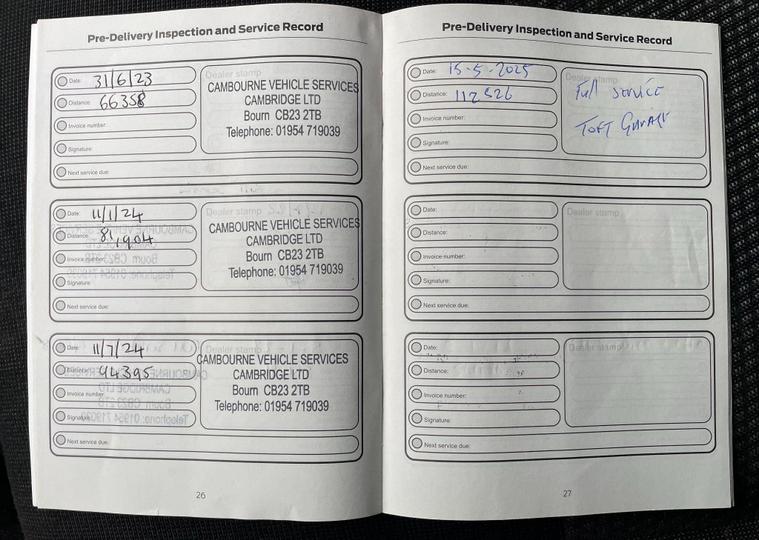 Pre-Delivery Inspection and Service Record
Date: 31/6/23
Distance: 66358
Invoice number:
Signature:
Next service due:
Dealer stamp
CAMBOURNE VEHICLE SERVICES
CAMBRIDGE LTD
Bourn CB23 2TB
Telephone: 01954 719039
Date: 11/1/24
Distance: 81,904
Invoice number:
Signature:
Next service due:
Dealer stamp
CAMBOURNE VEHICLE SERVICES
CAMBRIDGE LTD
Bourn CB23 2TB
Telephone: 01954 719039
Date: 11/7/24
Distance: 94395
Invoice number:
Signature:
Next service due:
Dealer stamp
CAMBOURNE VEHICLE SERVICES
CAMBRIDGE LTD
Bourn CB23 2TB
Telephone: 01954 719039
26
Pre-Delivery Inspection and Service Record
Date: 15-5-2025
Distance:
Invoice number:
Signature:
Next service due:
Dealer stamp
Full service
TOFT GARAGE
Date:
Distance:
Invoice number:
Signature:
Next service due:
Dealer stamp
Date:
Distance:
Invoice number:
Signature:
Next service due:
Dealer stamp
27